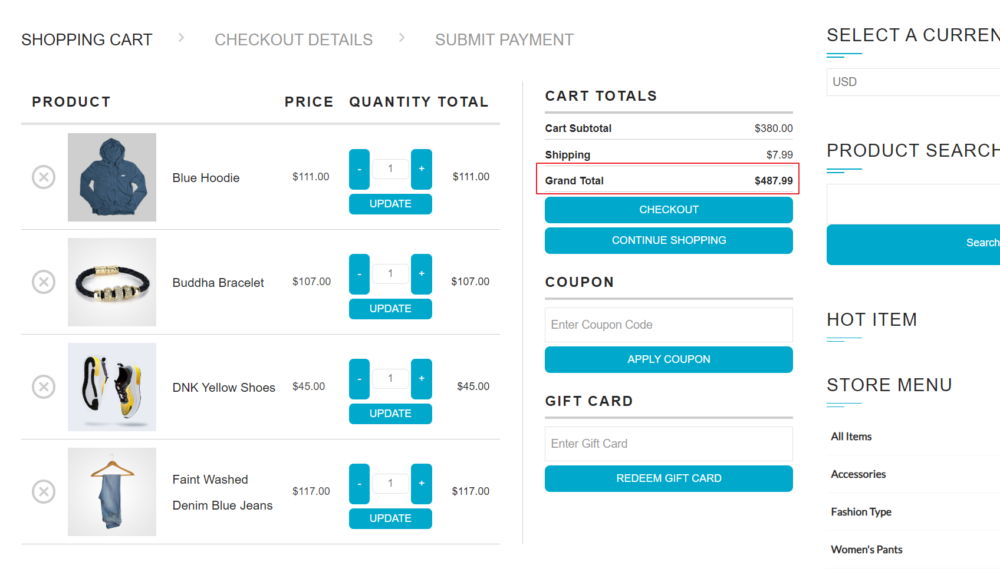 SHOPPING CART
CHECKOUT DETAILS
SUBMIT PAYMENT
PRODUCT PRICE QUANTITY TOTAL
Blue Hoodie $111.00 - 1 + $111.00
UPDATE
Buddha Bracelet $107.00 - 1 + $107.00
UPDATE
DNK Yellow Shoes $45.00 - 1 + $45.00
UPDATE
Faint Washed
Denim Blue Jeans $117.00 - 1 + $117.00
UPDATE
CART TOTALS
Cart Subtotal $380.00
Shipping $7.99
Grand Total $487.99
CHECKOUT
CONTINUE SHOPPING
COUPON
Enter Coupon Code
APPLY COUPON
GIFT CARD
Enter Gift Card
REDEEM GIFT CARD
SELECT A CURREN
USD
PRODUCT SEARCH
Search
HOT ITEM
STORE MENU
All Items
Accessories
Fashion Type
Women's Pants